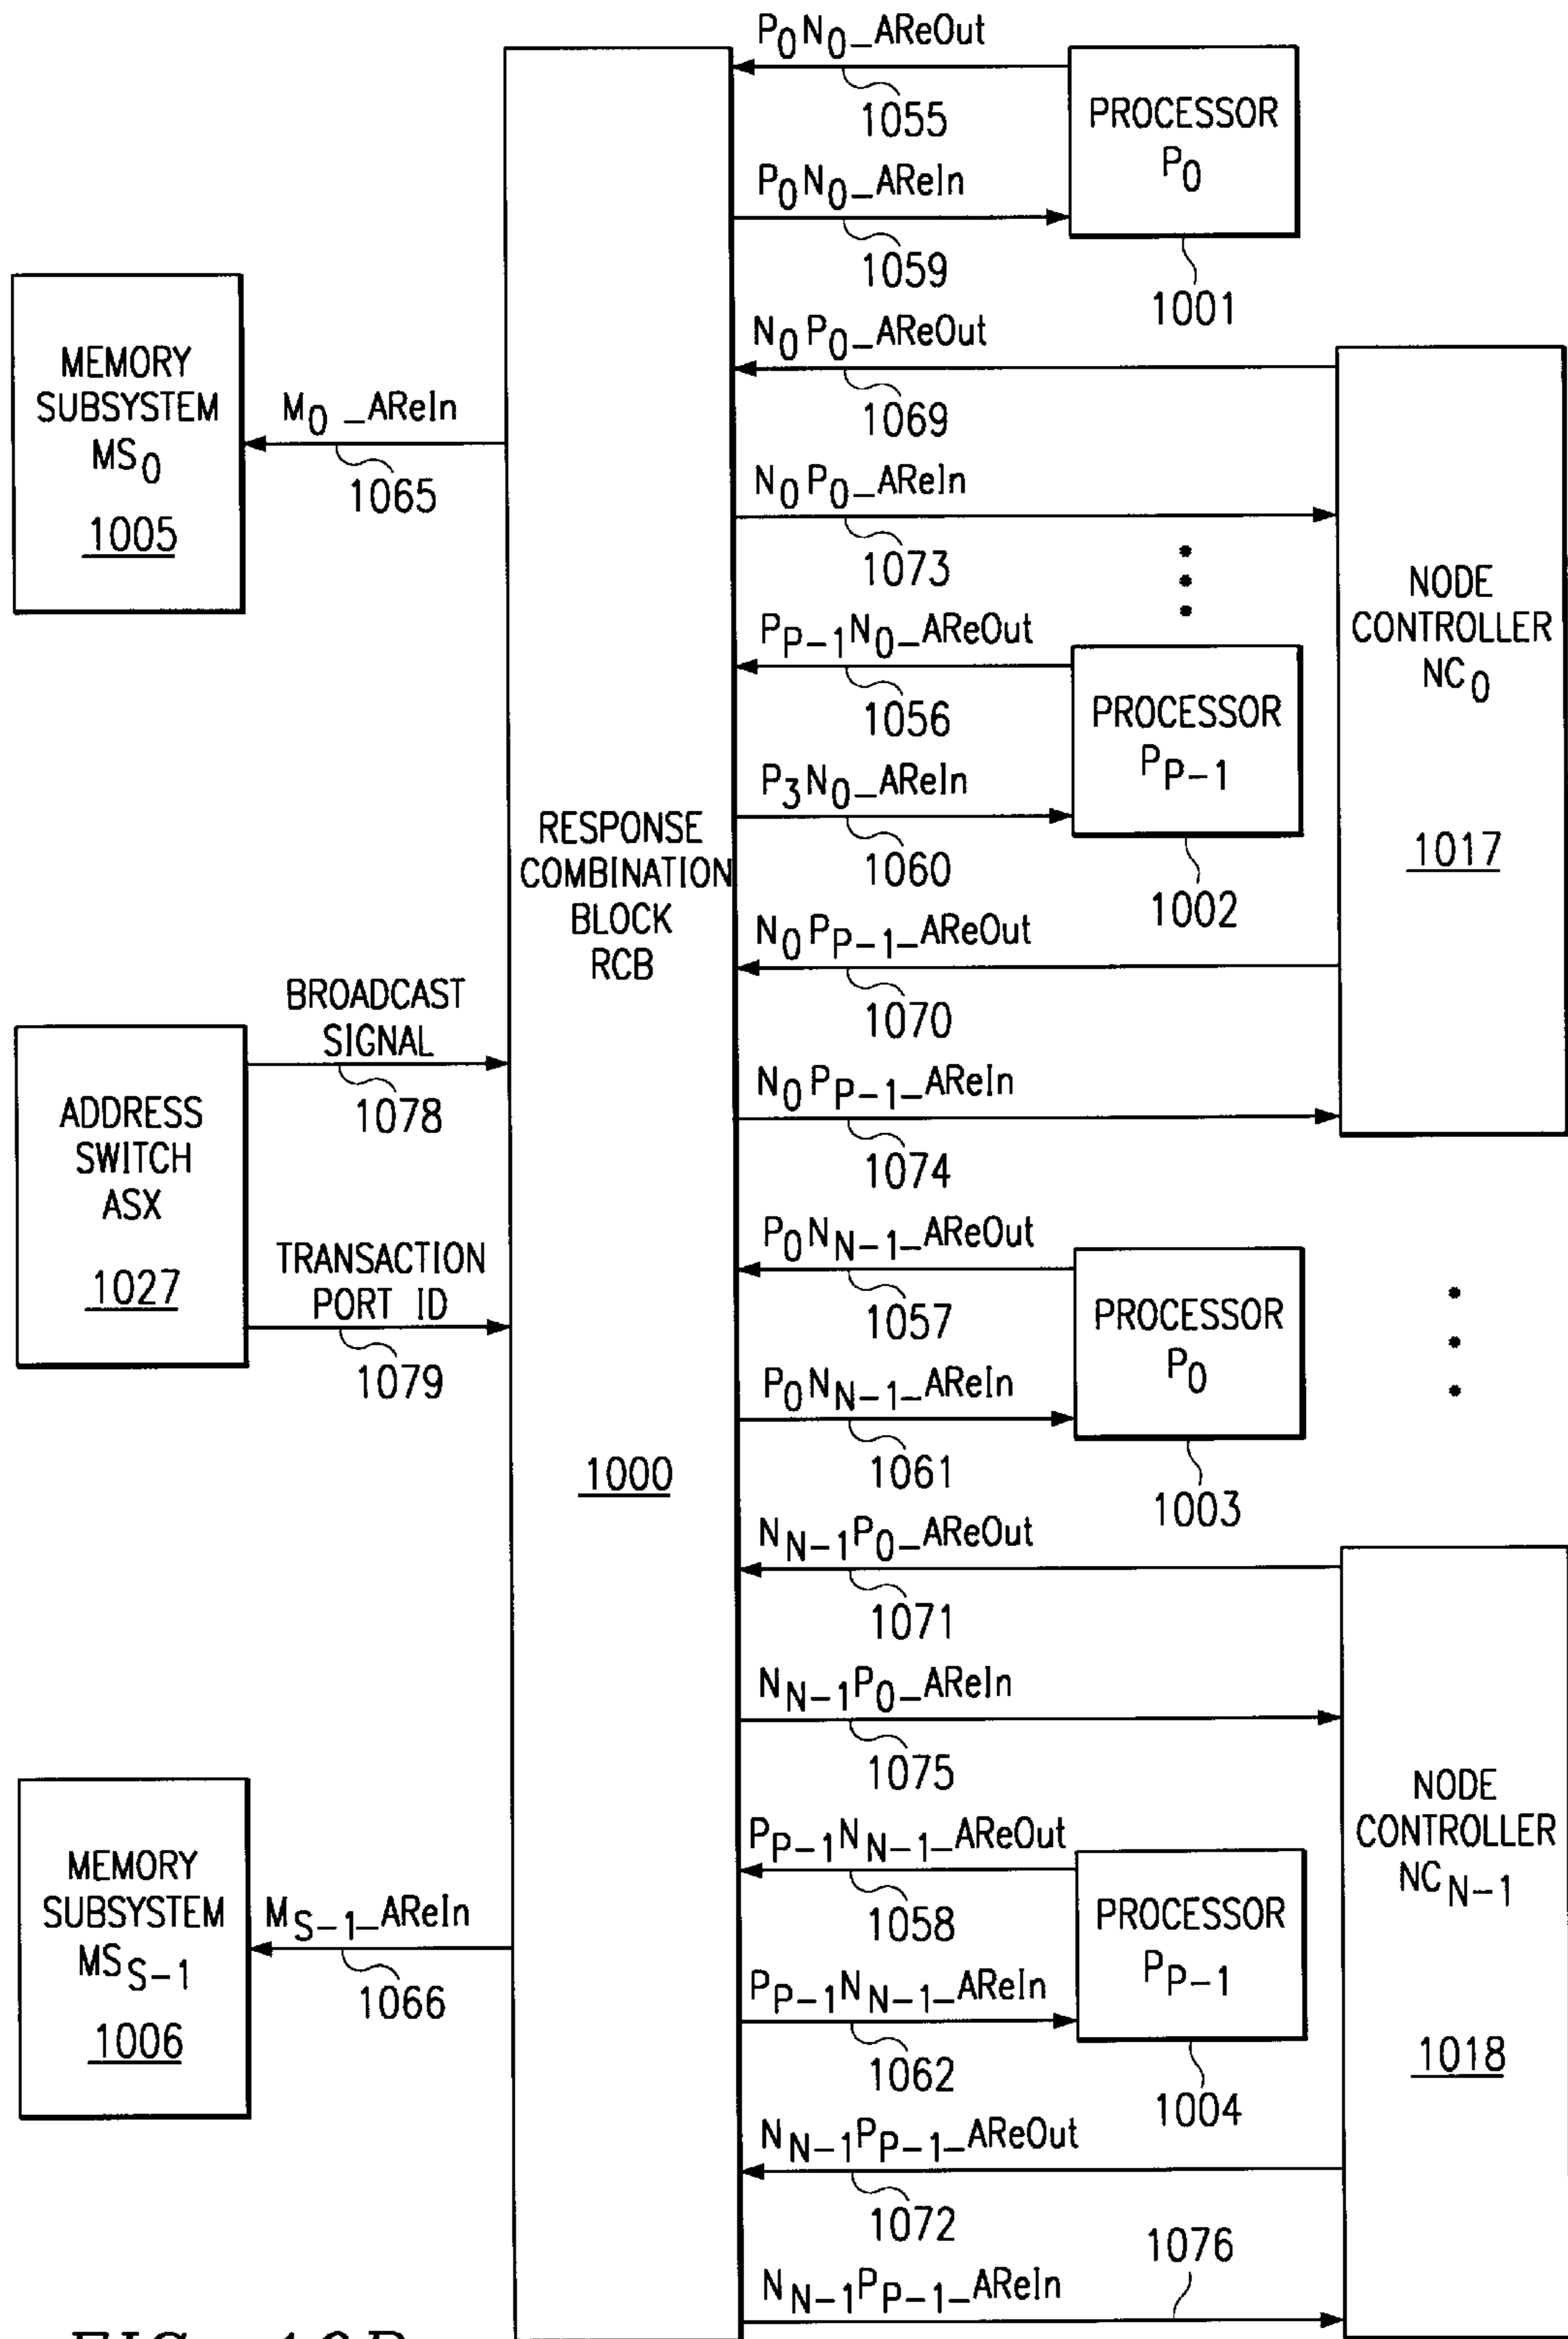 P0N0_AReOut
1055
PROCESSOR
P0
P0N0_AReIn
1059
1001
MEMORY
SUBSYSTEM
MS0
1005
M0_AReIn
1065
N0P0_AReOut
1069
N0P0_AReIn
1073
NODE
CONTROLLER
NC0
1017
PP-1N0_AReOut
1056
PROCESSOR
PP-1
P3N0_AReIn
1060
1002
RESPONSE
COMBINATION
BLOCK
RCB
1000
N0PP-1_AReOut
1070
N0PP-1_AReIn
1074
BROADCAST
SIGNAL
1078
ADDRESS
SWITCH
ASX
1027
TRANSACTION
PORT ID
1079
P0NN-1_AReOut
1057
PROCESSOR
P0
P0NN-1_AReIn
1061
1003
NN-1P0_AReOut
1071
NN-1P0_AReIn
1075
NODE
CONTROLLER
NCN-1
1018
MEMORY
SUBSYSTEM
MSS-1
1006
MS-1_AReIn
1066
PP-1NN-1_AReOut
1058
PROCESSOR
PP-1
PP-1NN-1_AReIn
1062
1004
NN-1PP-1_AReOut
1072
1076
NN-1PP-1_AReIn